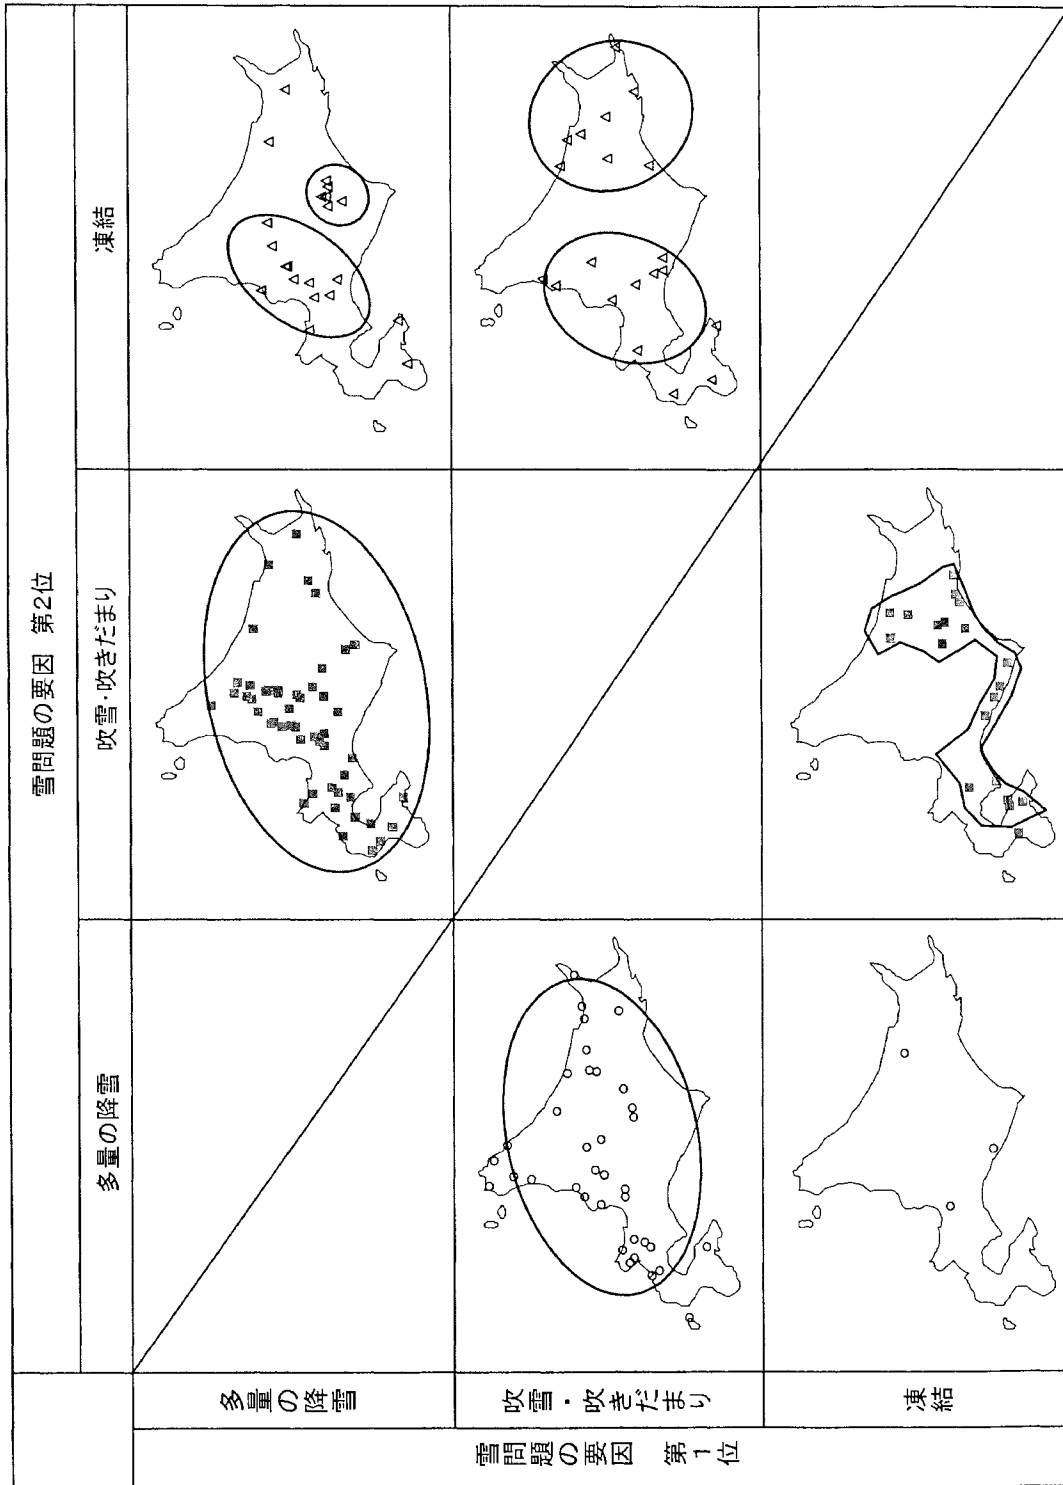 雪問題の要因 第2位
多量の降雪
吹雪・吹きだまり
凍結
雪問題の要因 第1位
多量の降雪
吹雪・吹きだまり
凍結